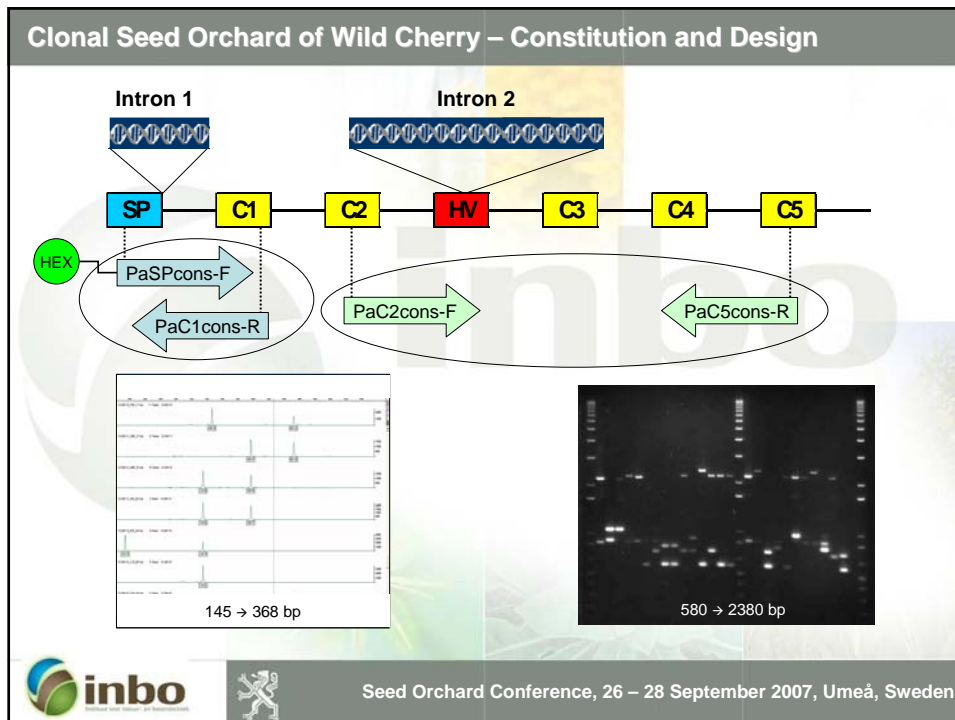 Clonal Seed Orchard of Wild Cherry – Constitution and Design
Intron 1
Intron 2
SP
C1
C2
HV
C3
C4
C5
HEX
PaSPcons-F
PaC1cons-R
PaC2cons-F
PaC5cons-R
145 → 368 bp
580 → 2380 bp
inbo
inbo
Seed Orchard Conference, 26 – 28 September 2007, Umeå, Sweden